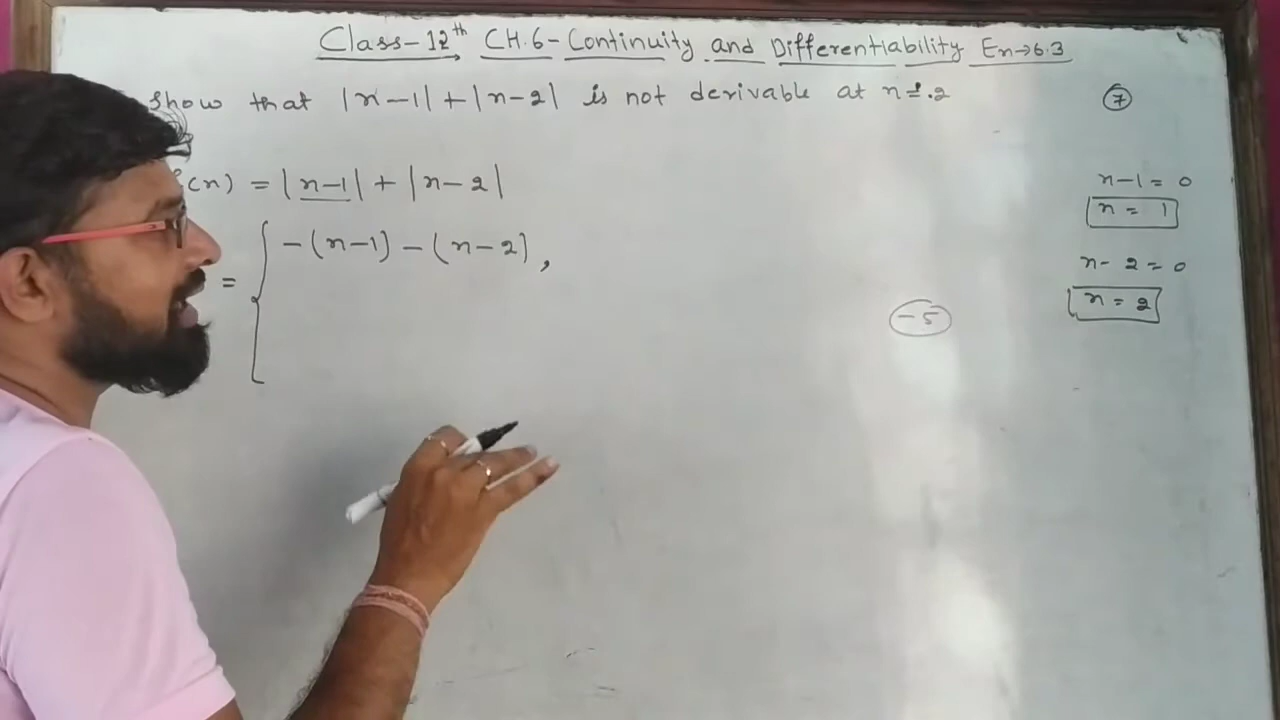 Class-12th CH.6-Continuity and Differentiability Ex→6.3
Show that |x-1|+|x-2| is not derivable at x=.2
7
(x) = |x-1| + |x-2|
= { -(x-1) - (x-2),
x-1=0
x = 1
x-2=0
x = 2
-5